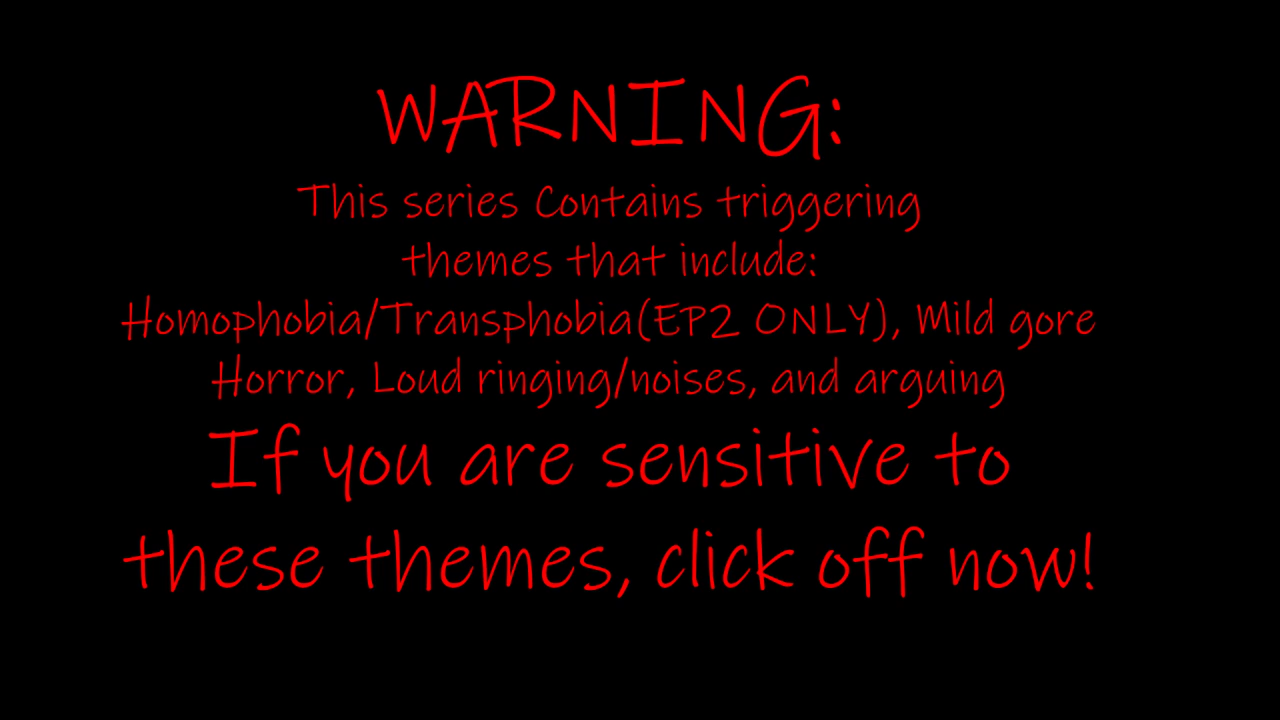 WARNING:
This series Contains triggering
themes that include:
Homophobia/Transphobia(EP2 ONLY), Mild gore
Horror, Loud ringing/noises, and arguing
If you are sensitive to
these themes, click off now!